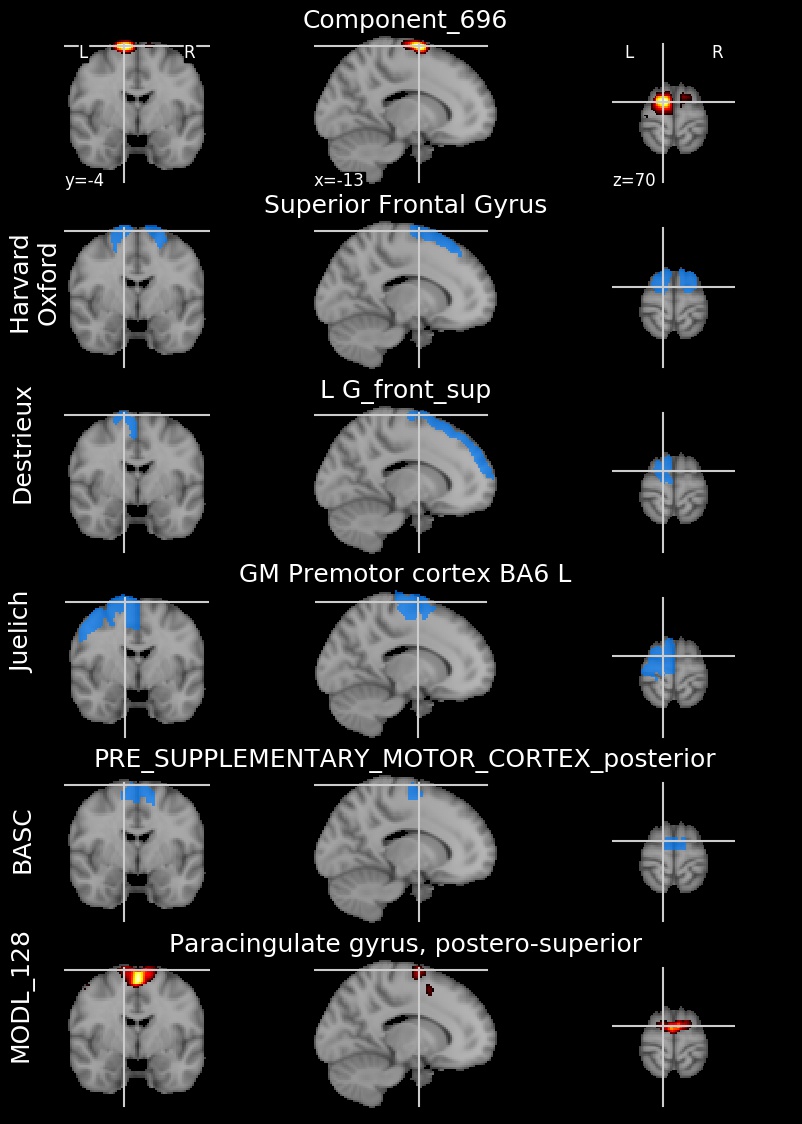 Component_696
L R
L R
y=-4
x=-13
z=70
Superior Frontal Gyrus
Harvard
Oxford
L G_front_sup
Destrieux
GM Premotor cortex BA6 L
Juelich
PRE_SUPPLEMENTARY_MOTOR_CORTEX_posterior
BASC
Paracingulate gyrus, postero-superior
MODL_128